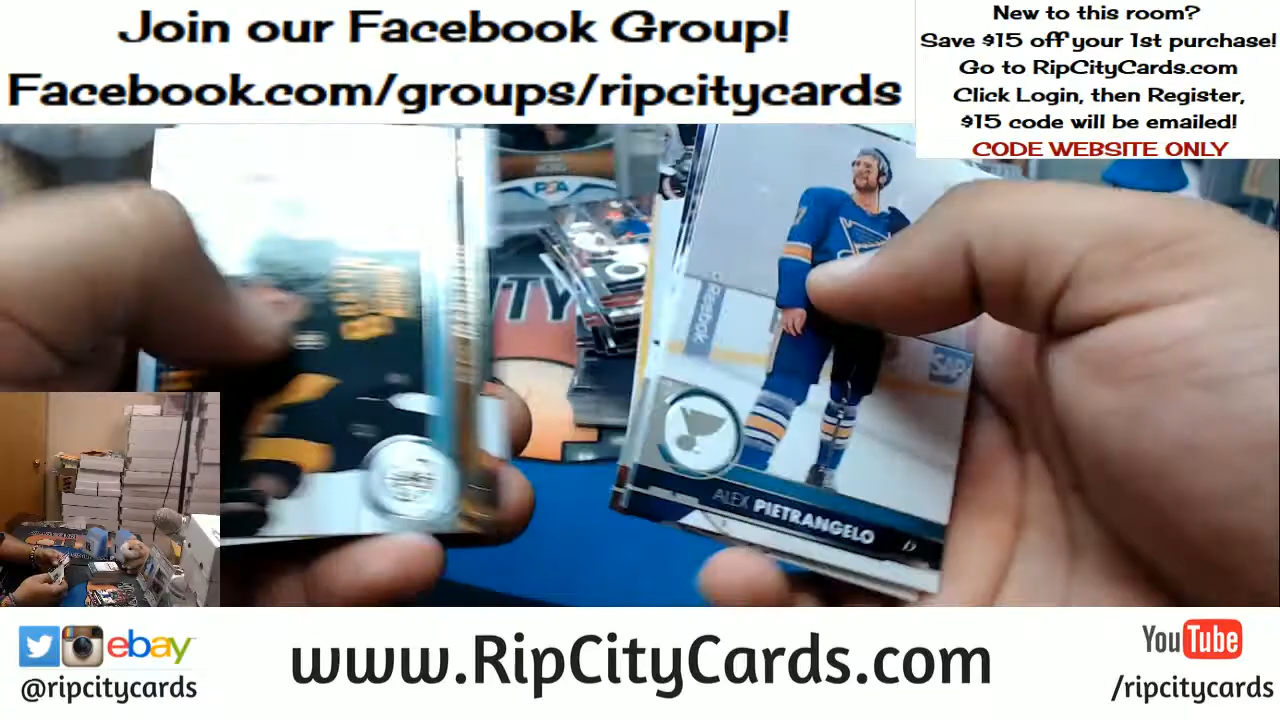 Join our Facebook Group!
Facebook.com/groups/ripcitycards
New to this room?
Save $15 off your 1st purchase!
Go to RipCityCards.com
Click Login, then Register,
$15 code will be emailed!
CODE WEBSITE ONLY
PSA
ITY
Reebok
SAP
ALEX PIETRANGELO
D
ebay
@ripcitycards
www.RipCityCards.com
YouTube
/ripcitycards